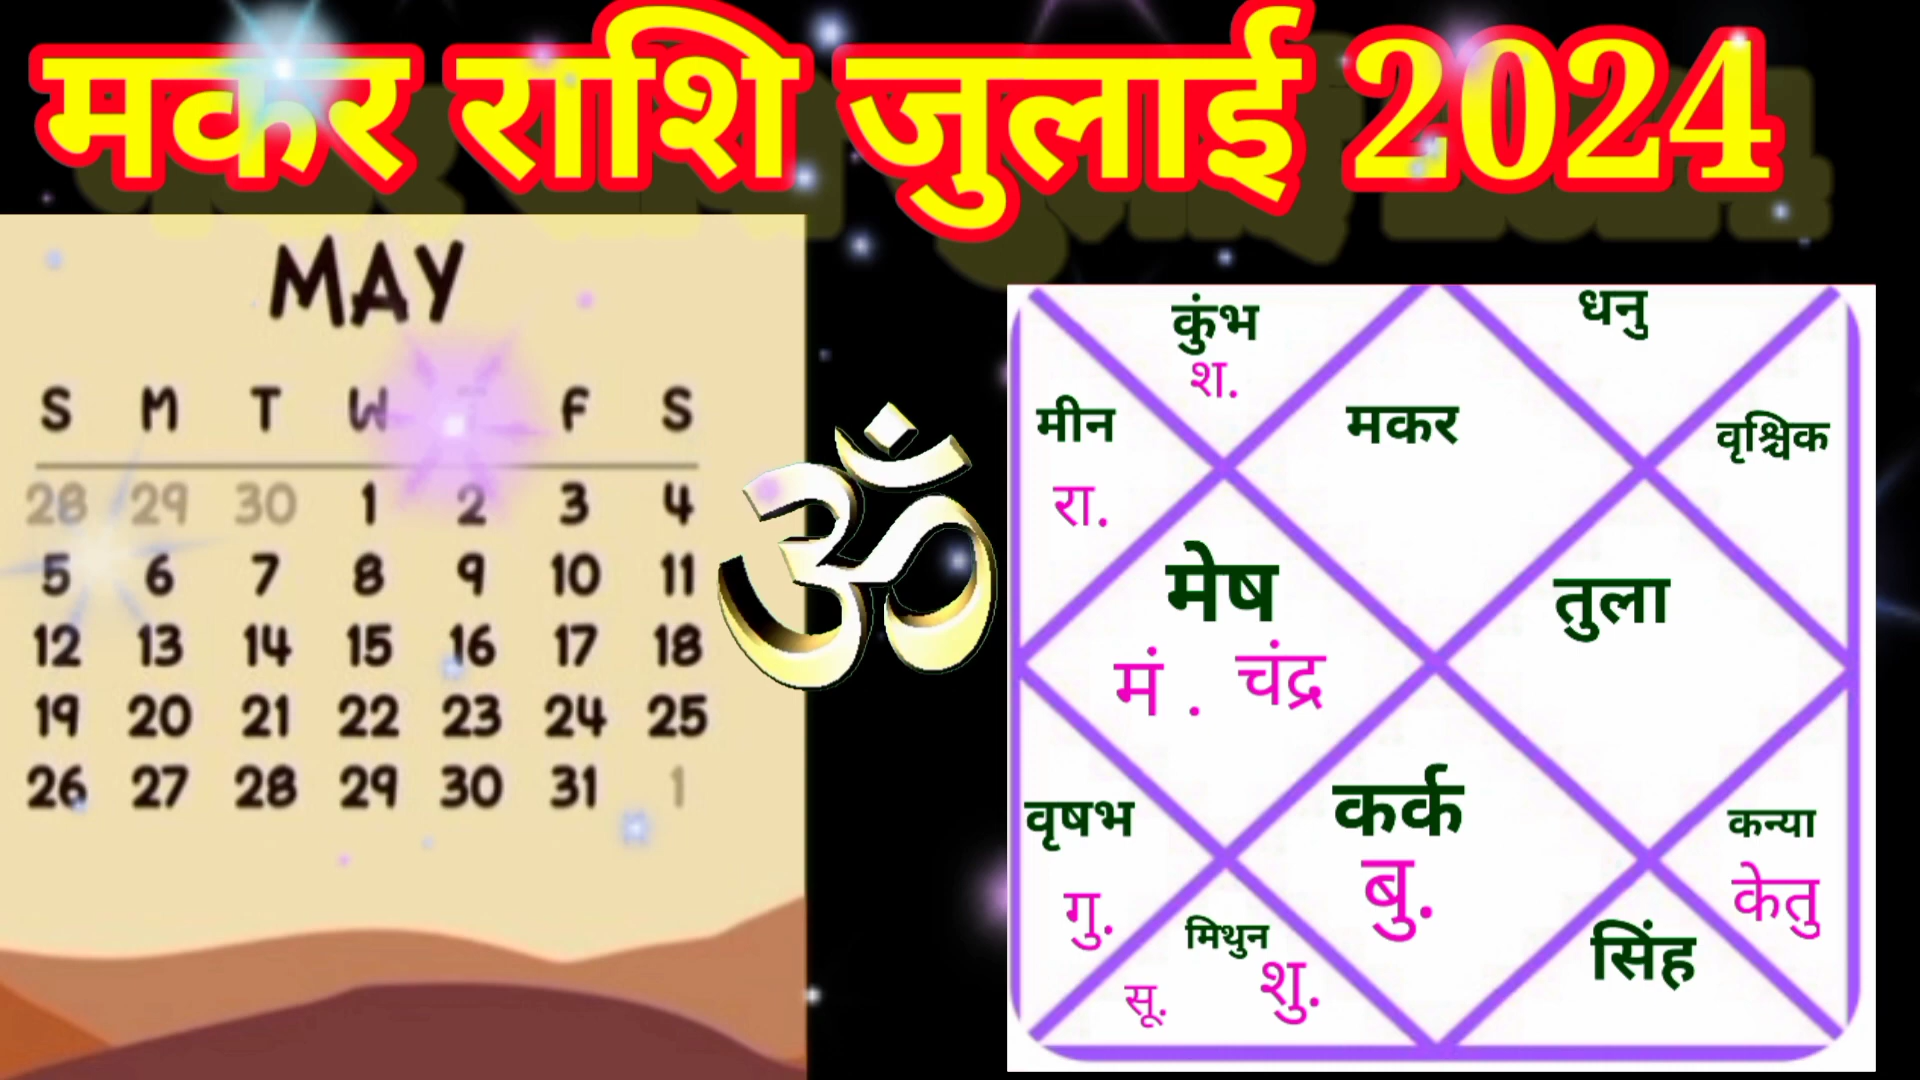 मकर राशि जुलाई 2024
MAY
S M T W F S
28 29 30 1 2 3 4
5 6 7 8 9 10 11
12 13 14 15 16 17 18
19 20 21 22 23 24 25
26 27 28 29 30 31 1
ॐ
कुंभ
श.
धनु
मीन
रा.
मकर
वृश्चिक
मेष
मं . चंद्र
तुला
वृषभ
गु.
कर्क
बु.
कन्या
केतु
मिथुन
सू. शु.
सिंह